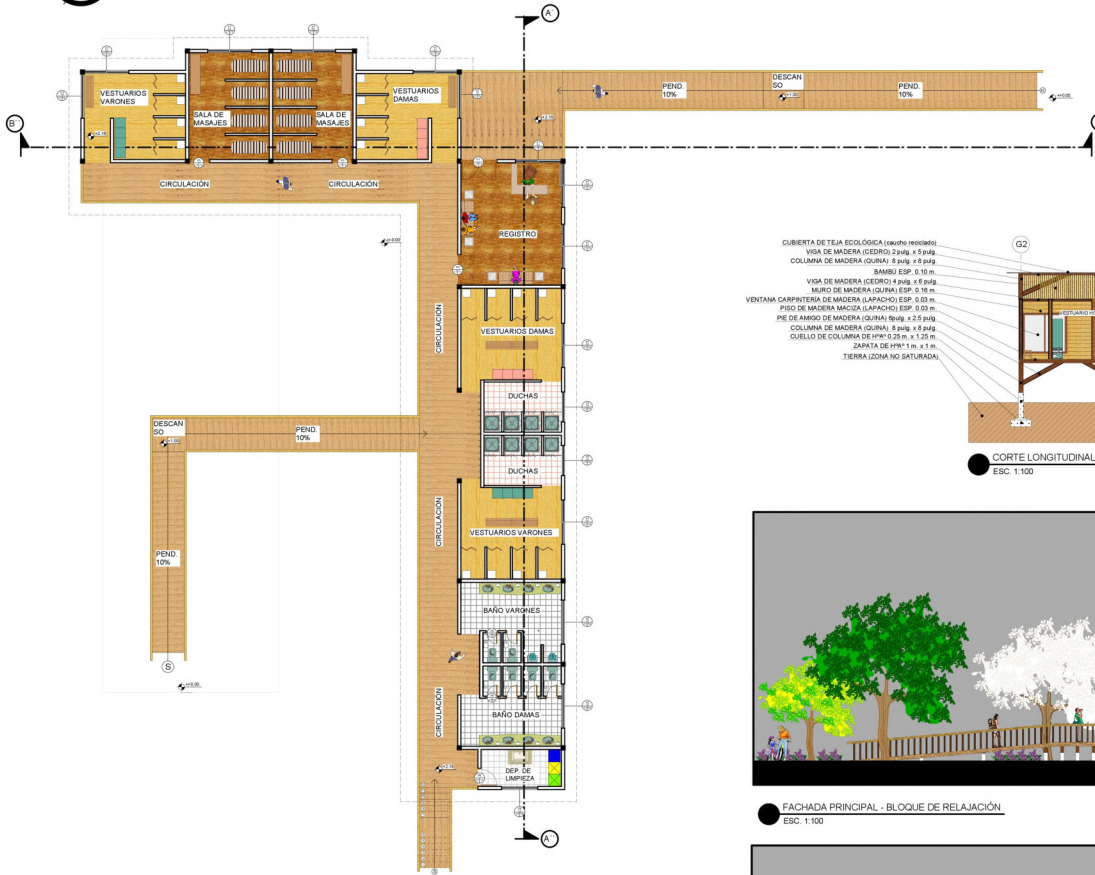 A'
VESTUARIOS
VARONES
SALA DE
MASAJES
SALA DE
MASAJES
VESTUARIOS
DAMAS
PEND.
10%
DESCAN
SO
+1.00
PEND.
10%
B'
CIRCULACIÓN
CIRCULACIÓN
REGISTRO
CIRCULACIÓN
VESTUARIOS DAMAS
DUCHAS
DUCHAS
VESTUARIOS VARONES
CIRCULACIÓN
DESCAN
SO
+1.00
PEND.
10%
PEND.
10%
S
BAÑO VARONES
BAÑO DAMAS
CIRCULACIÓN
DEP. DE
LIMPIEZA
A''
CUBIERTA DE TEJA ECOLÓGICA (caucho reciclado)
VIGA DE MADERA (CEDRO) 2 pulg. x 5 pulg.
COLUMNA DE MADERA (QUINA) 8 pulg. x 8 pulg.
BAMBÚ ESP. 0.10 m.
VIGA DE MADERA (CEDRO) 4 pulg. x 6 pulg.
MURO DE MADERA (QUINA) ESP. 0.16 m.
VENTANA CARPINTERÍA DE MADERA (LAPACHO) ESP. 0.03 m.
PISO DE MADERA MACIZA (LAPACHO) ESP. 0.03 m.
PIE DE AMIGO DE MADERA (QUINA) 6pulg. x 2.5 pulg.
COLUMNA DE MADERA (QUINA) 8 pulg. x 8 pulg.
CUELLO DE COLUMNA DE HºAº 0.25 m. x 1.25 m.
ZAPATA DE HºAº 1 m. x 1 m.
TIERRA (ZONA NO SATURADA)
G2
CORTE LONGITUDINAL
ESC. 1:100
FACHADA PRINCIPAL - BLOQUE DE RELAJACIÓN
ESC. 1:100